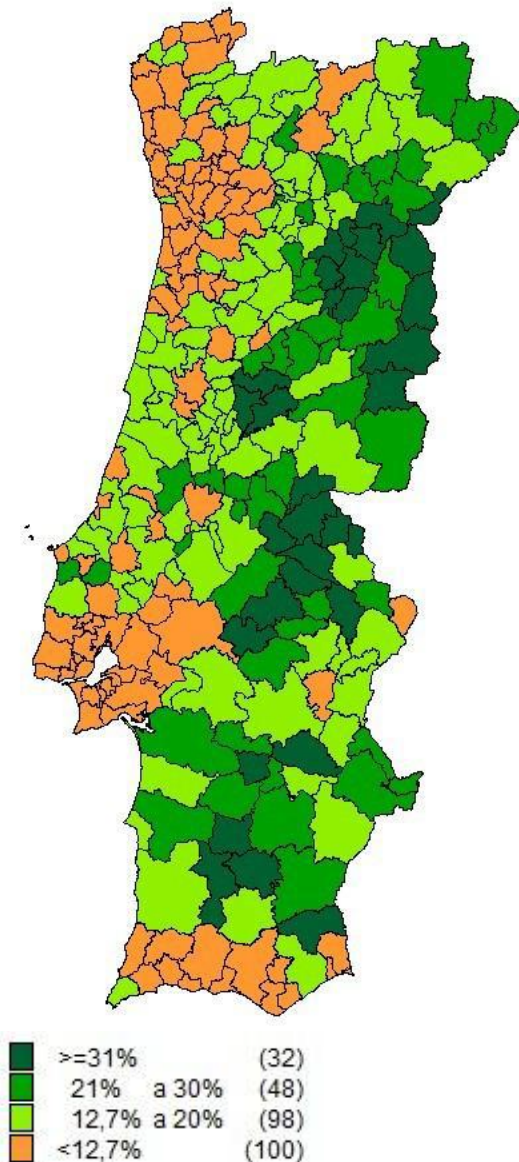 >=31% (32)
21% a 30% (48)
12,7% a 20% (98)
<12,7% (100)